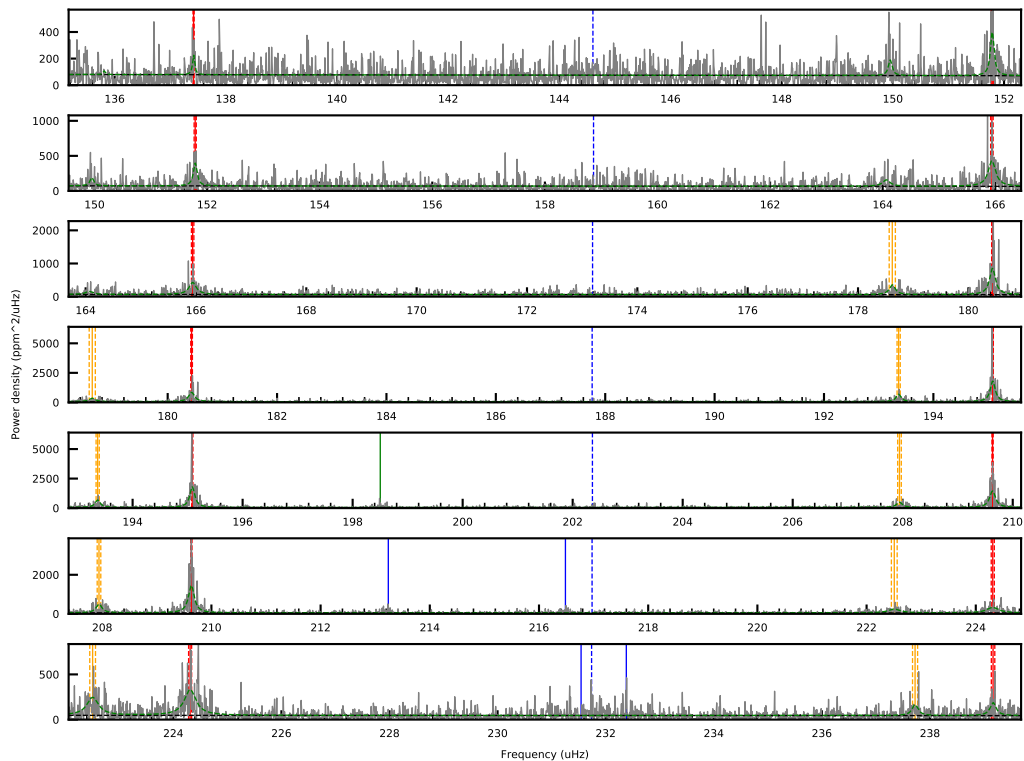 400
200
0
136 138 140 142 144 146 148 150 152
1000
500
0
150 152 154 156 158 160 162 164 166
2000
1000
0
164 166 168 170 172 174 176 178 180
5000
2500
0
180 182 184 186 188 190 192 194
5000
2500
0
194 196 198 200 202 204 206 208 210
2000
0
208 210 212 214 216 218 220 222 224
500
0
224 226 228 230 232 234 236 238
Power density (ppm^2/uHz)
Frequency (uHz)